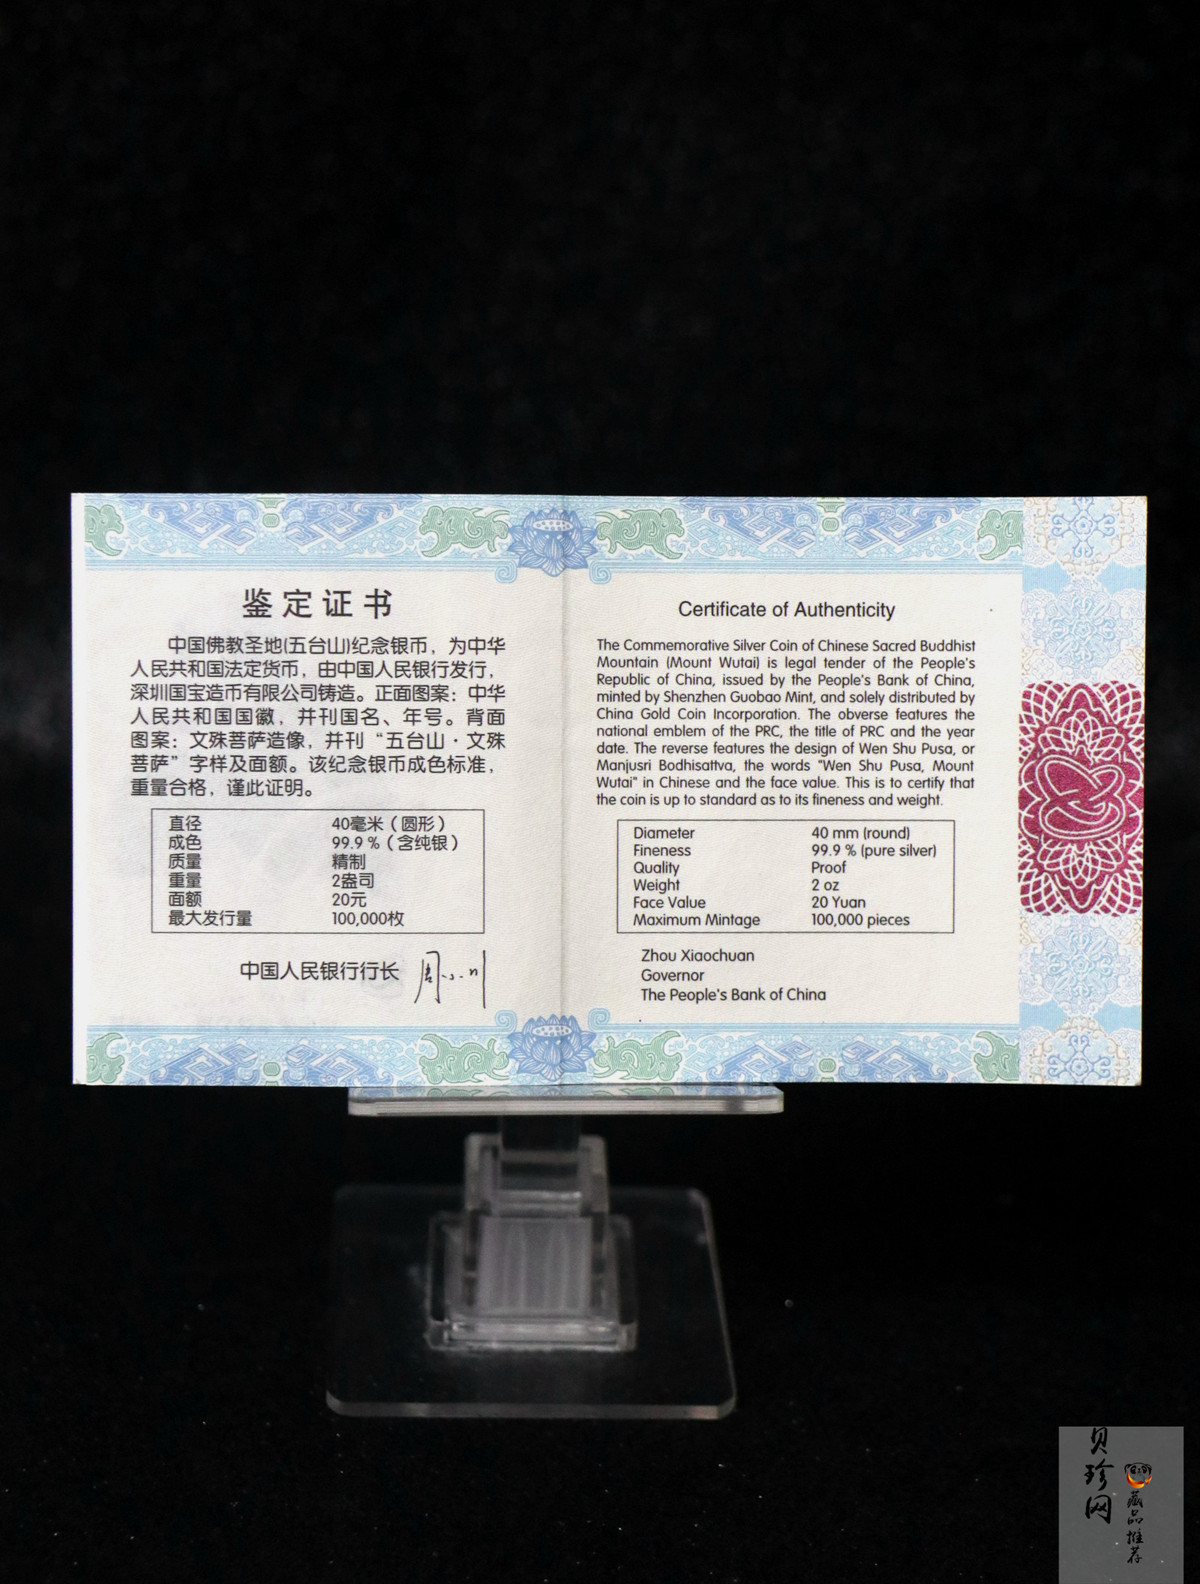 鉴定证书
中国佛教圣地(五台山)纪念银币，为中华
人民共和国法定货币，由中国人民银行发行，
深圳国宝造币有限公司铸造。正面图案：中华
人民共和国国徽，并刊国名、年号。背面
图案：文殊菩萨造像，并刊“五台山·文殊
菩萨”字样及面额。该纪念银币成色标准，
重量合格，谨此证明。
直径 40毫米（圆形）
成色 99.9％（含纯银）
质量 精制
重量 2盎司
面额 20元
最大发行量 100,000枚
中国人民银行行长 周小川
Certificate of Authenticity
The Commemorative Silver Coin of Chinese Sacred Buddhist
Mountain (Mount Wutai) is legal tender of the People's
Republic of China, issued by the People's Bank of China,
minted by Shenzhen Guobao Mint, and solely distributed by
China Gold Coin Incorporation. The obverse features the
national emblem of the PRC, the title of PRC and the year
date. The reverse features the design of Wen Shu Pusa, or
Manjusri Bodhisattva, the words "Wen Shu Pusa, Mount
Wutai" in Chinese and the face value. This is to certify that
the coin is up to standard as to its fineness and weight.
Diameter 40 mm (round)
Fineness 99.9 % (pure silver)
Quality Proof
Weight 2 oz
Face Value 20 Yuan
Maximum Mintage 100,000 pieces
Zhou Xiaochuan
Governor
The People's Bank of China
贝珍网
藏品推荐